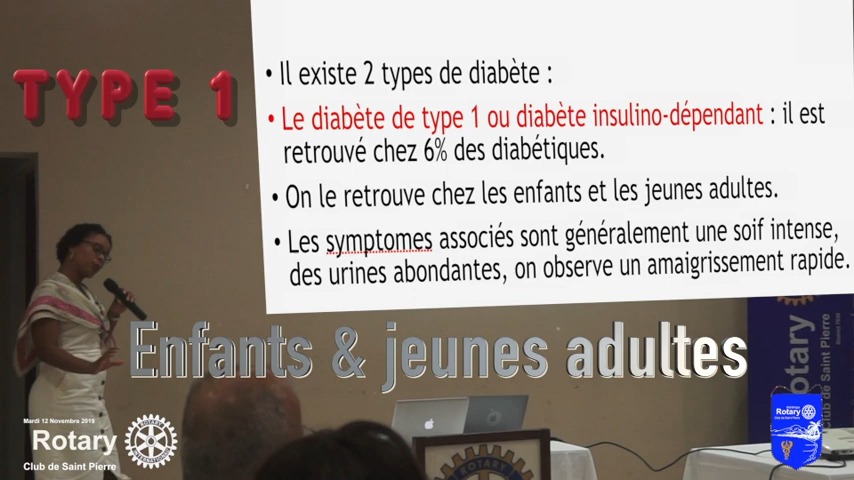 TYPE 1
• Il existe 2 types de diabète :
• Le diabète de type 1 ou diabète insulino-dépendant : il est
retrouvé chez 6% des diabétiques.
• On le retrouve chez les enfants et les jeunes adultes.
• Les symptomes associés sont généralement une soif intense,
des urines abondantes, on observe un amaigrissement rapide.
Enfants & jeunes adultes
Mardi 12 Novembre 2019
Rotary
Club de Saint Pierre
ROTARY
Rotary
Club de Saint Pierre
Rotary